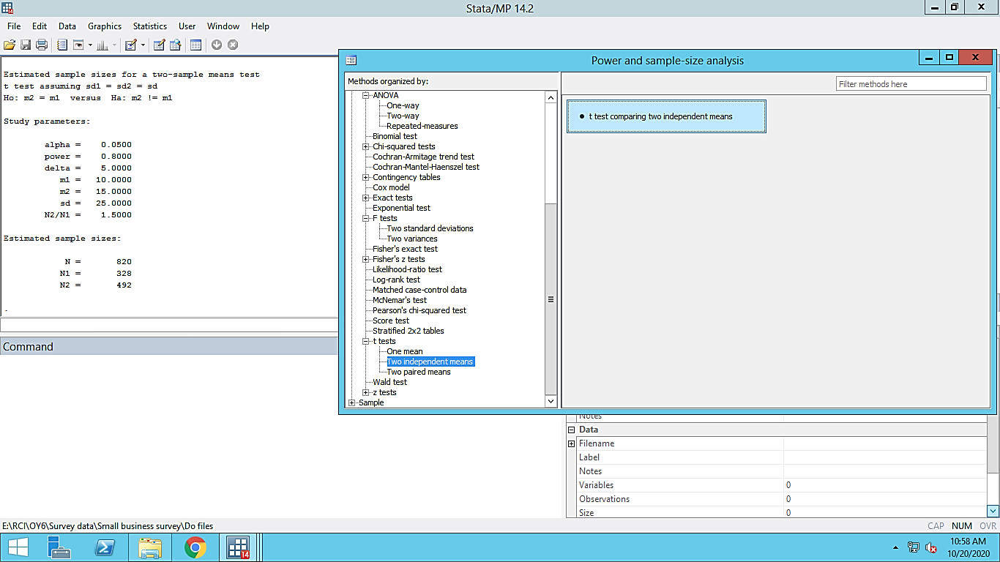 Stata/MP 14.2
File Edit Data Graphics Statistics User Window Help
Estimated sample sizes for a two-sample means test
t test assuming sd1 = sd2 = sd
Ho: m2 = m1 versus Ha: m2 != m1
Study parameters:
alpha = 0.0500
power = 0.8000
delta = 5.0000
m1 = 10.0000
m2 = 15.0000
sd = 25.0000
N2/N1 = 1.5000
Estimated sample sizes:
N = 820
N1 = 328
N2 = 492
.
Command
Power and sample-size analysis
Methods organized by:
Filter methods here
ANOVA
One-way
Two-way
Repeated-measures
Binomial test
Chi-squared tests
Cochran-Armitage trend test
Cochran-Mantel-Haenszel test
Contingency tables
Cox model
Exact tests
Exponential test
F tests
Two standard deviations
Two variances
Fisher's exact test
Fisher's z tests
Likelihood-ratio test
Log-rank test
Matched case-control data
McNemar's test
Pearson's chi-squared test
Score test
Stratified 2x2 tables
t tests
One mean
Two independent means
Two paired means
Wald test
z tests
Sample
t test comparing two independent means
Notes
Data
Filename
Label
Notes
Variables 0
Observations 0
Size 0
E:\RCI\OY6\Survey data\Small business survey\Do files
CAP NUM OVR
14
10:58 AM
10/20/2020